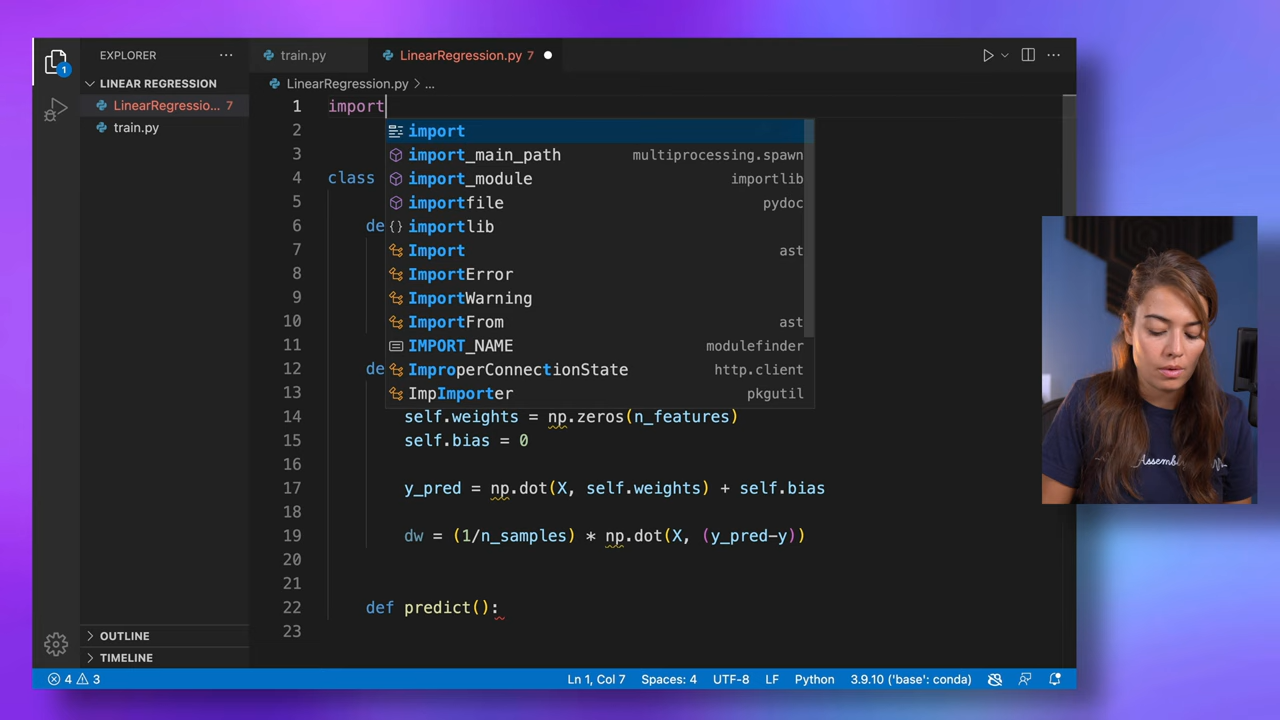 EXPLORER ···
train.py
LinearRegression.py 7
1
LINEAR REGRESSION
LinearRegression.py > ...
LinearRegressio... 7
train.py
1 import
2
3
4 class
5
6 de
7
8
9
10
11
12 de
13
14 self.weights = np.zeros(n_features)
15 self.bias = 0
16
17 y_pred = np.dot(X, self.weights) + self.bias
18
19 dw = (1/n_samples) * np.dot(X, (y_pred-y))
20
21
22 def predict():
23
import
import_main_path multiprocessing.spawn
import_module importlib
importfile pydoc
{} importlib
Import ast
ImportError
ImportWarning
ImportFrom ast
IMPORT_NAME modulefinder
ImproperConnectionState http.client
ImpImporter pkgutil
OUTLINE
TIMELINE
4 3 Ln 1, Col 7 Spaces: 4 UTF-8 LF Python 3.9.10 ('base': conda)